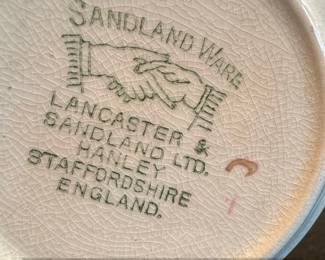 SANDLAND WARE
LANCASTER &
SANDLAND LTD.
HANLEY
STAFFORDSHIRE
ENGLAND.